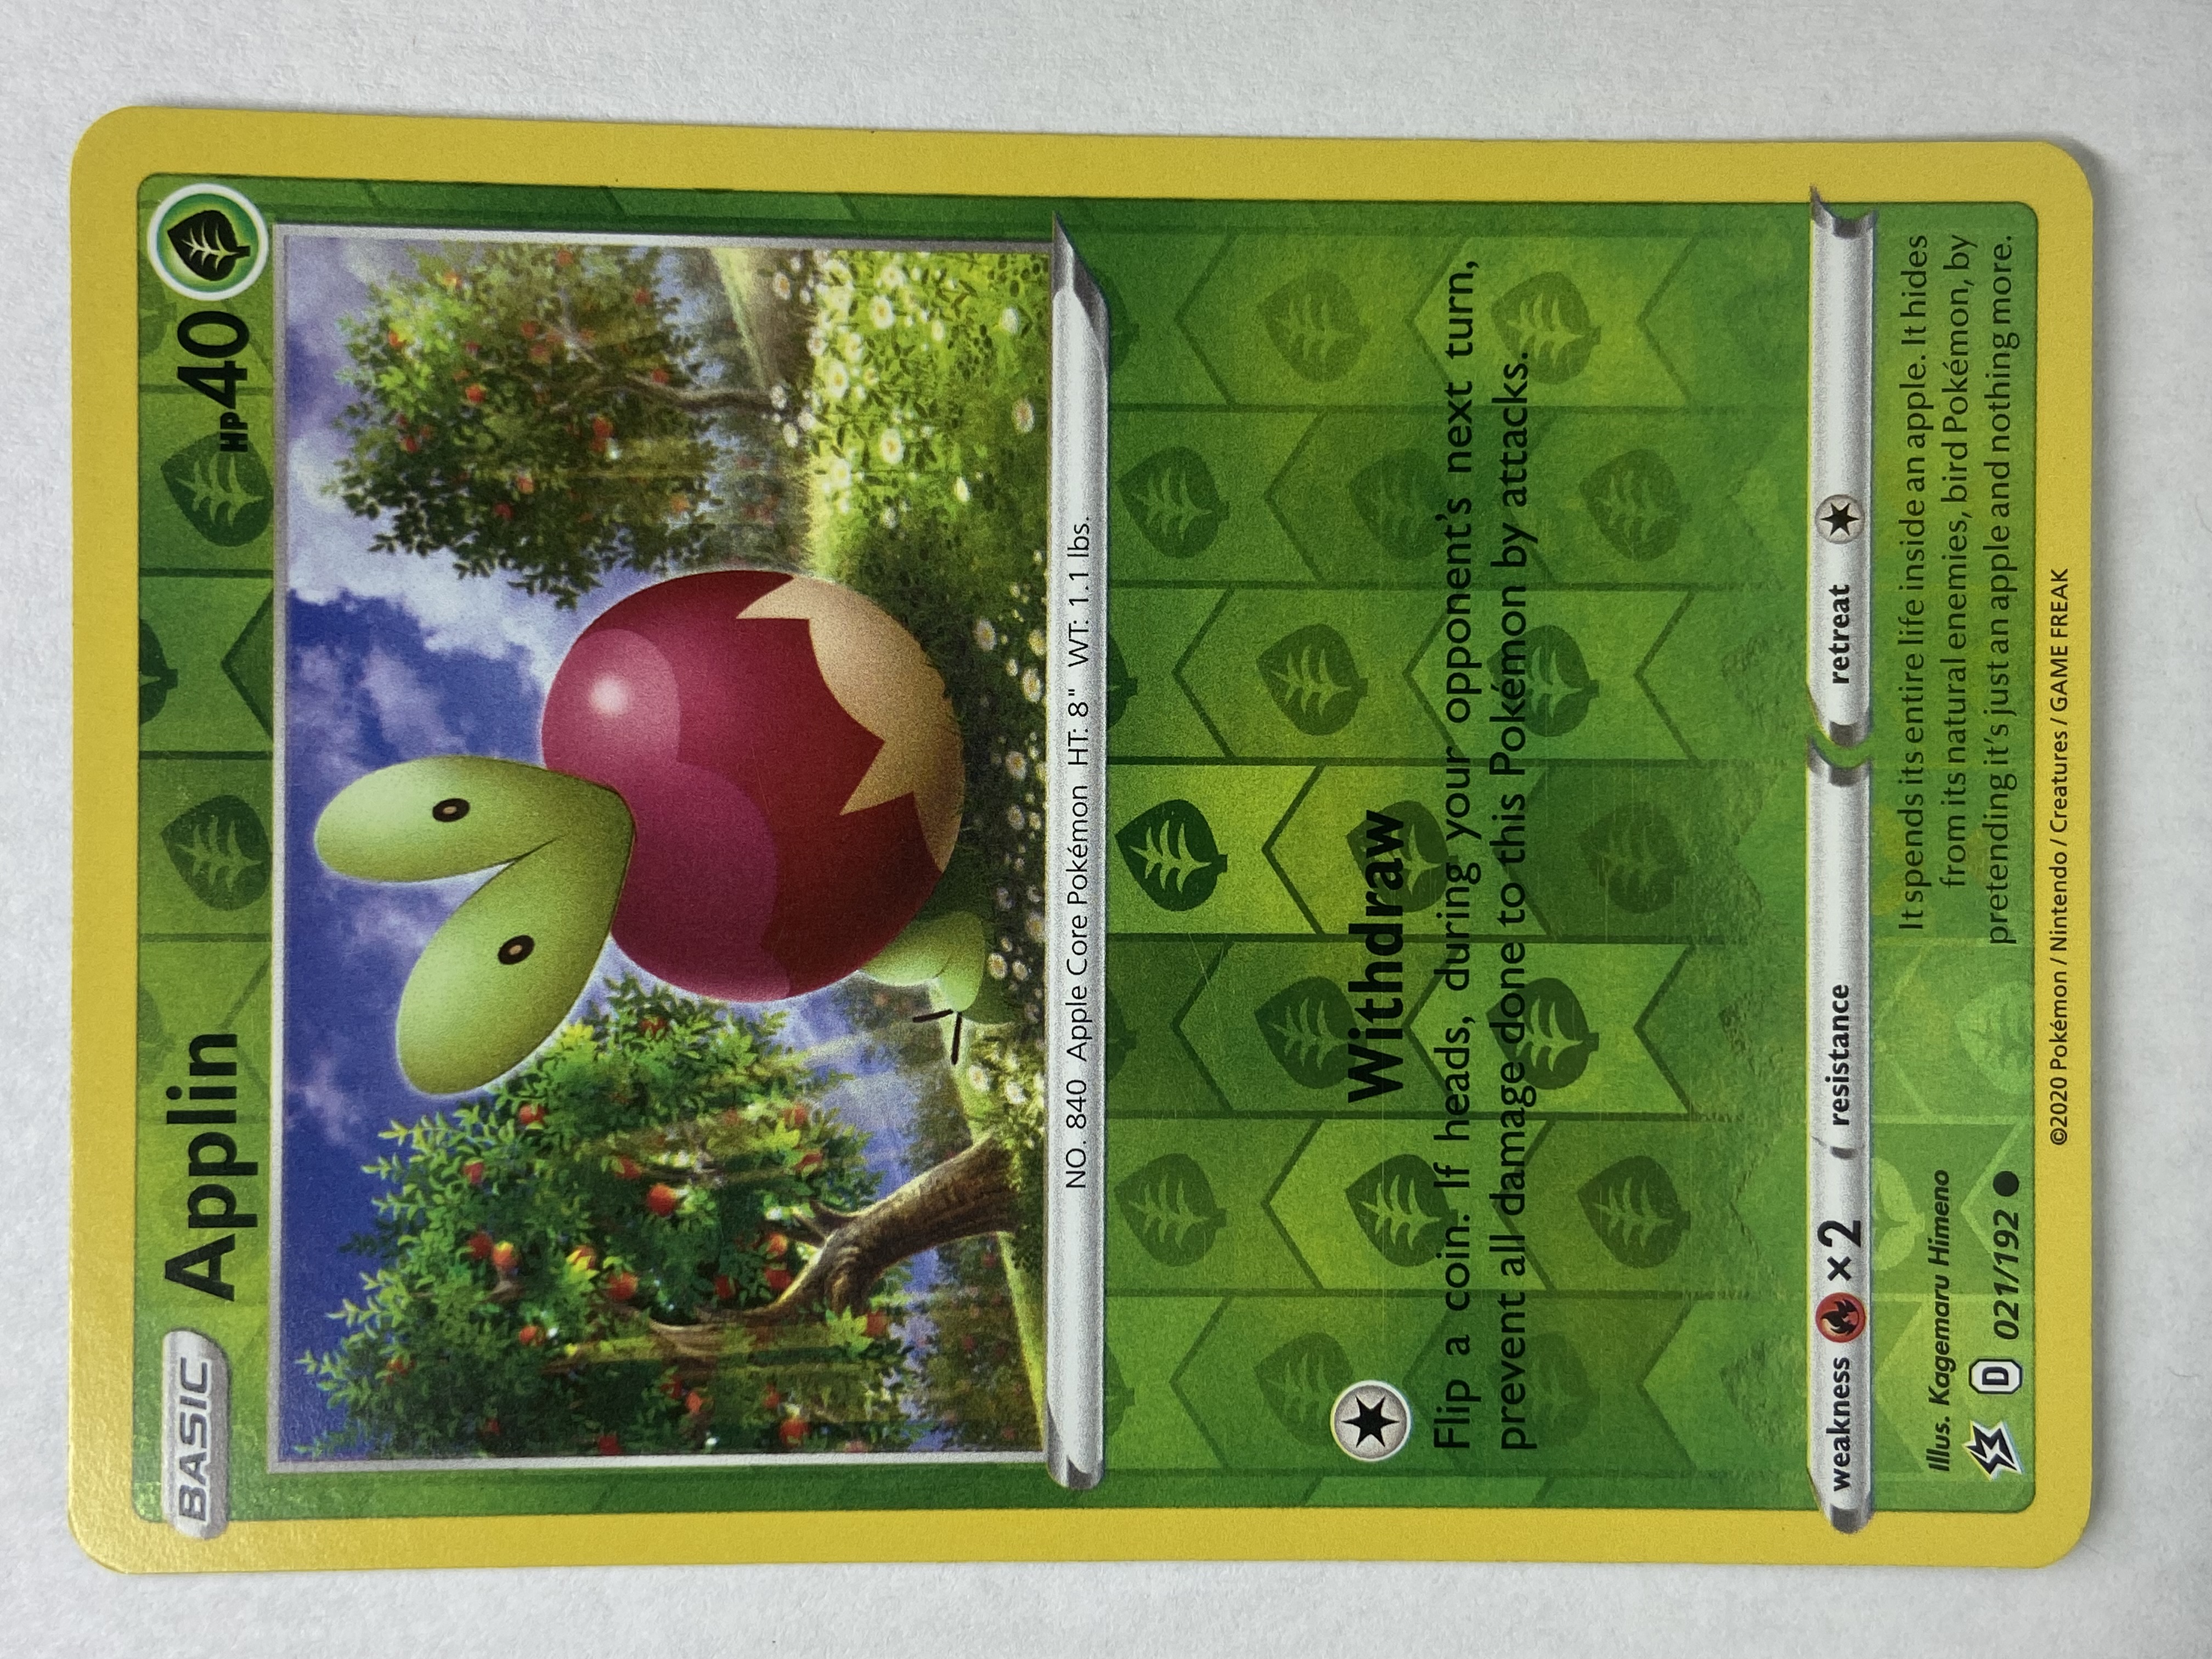 BASIC Applin HP 40
NO. 840 Apple Core Pokémon HT: 8" WT: 1.1 lbs.
Withdraw
Flip a coin. If heads, during your opponent's next turn,
prevent all damage done to this Pokémon by attacks.
weakness ×2 resistance retreat
It spends its entire life inside an apple. It hides
from its natural enemies, bird Pokémon, by
pretending it's just an apple and nothing more.
Illus. Kagemaru Himeno
D 021/192
©2020 Pokémon / Nintendo / Creatures / GAME FREAK